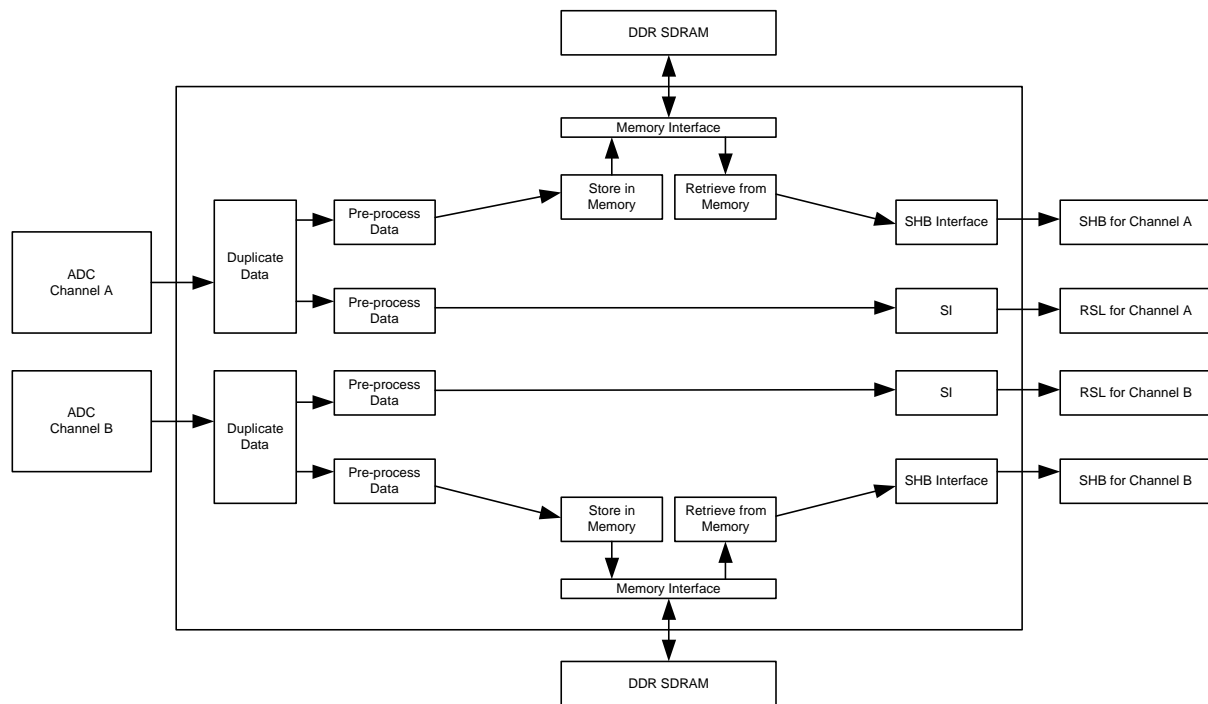 DDR SDRAM
Memory Interface
Store in
Memory
Retrieve from
Memory
Pre-process
Data
SHB Interface
SHB for Channel A
ADC
Channel A
Duplicate
Data
Pre-process
Data
SI
RSL for Channel A
ADC
Channel B
Duplicate
Data
Pre-process
Data
SI
RSL for Channel B
Pre-process
Data
SHB Interface
SHB for Channel B
Store in
Memory
Retrieve from
Memory
Memory Interface
DDR SDRAM